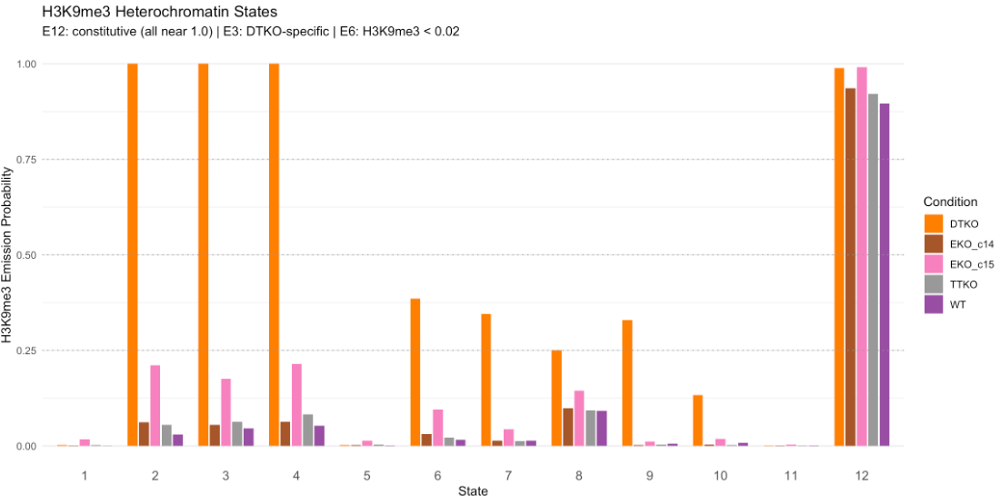 H3K9me3 Heterochromatin States
E12: constitutive (all near 1.0) | E3: DTKO-specific | E6: H3K9me3 < 0.02
H3K9me3 Emission Probability
1.00
0.75
0.50
0.25
0.00
1 2 3 4 5 6 7 8 9 10 11 12
State
Condition
DTKO
EKO_c14
EKO_c15
TTKO
WT